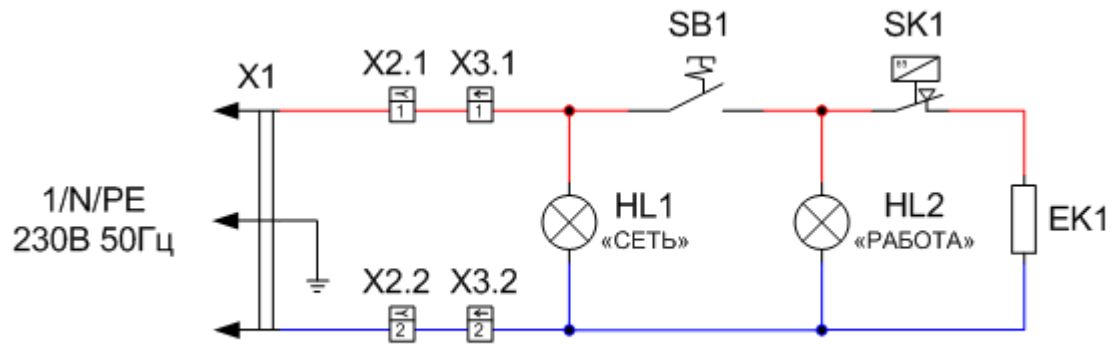 SB1
SK1
X1
X2.1
X3.1
1
1
1/N/PE
230В 50Гц
HL1
«СЕТЬ»
HL2
«РАБОТА»
EK1
X2.2
X3.2
2
2